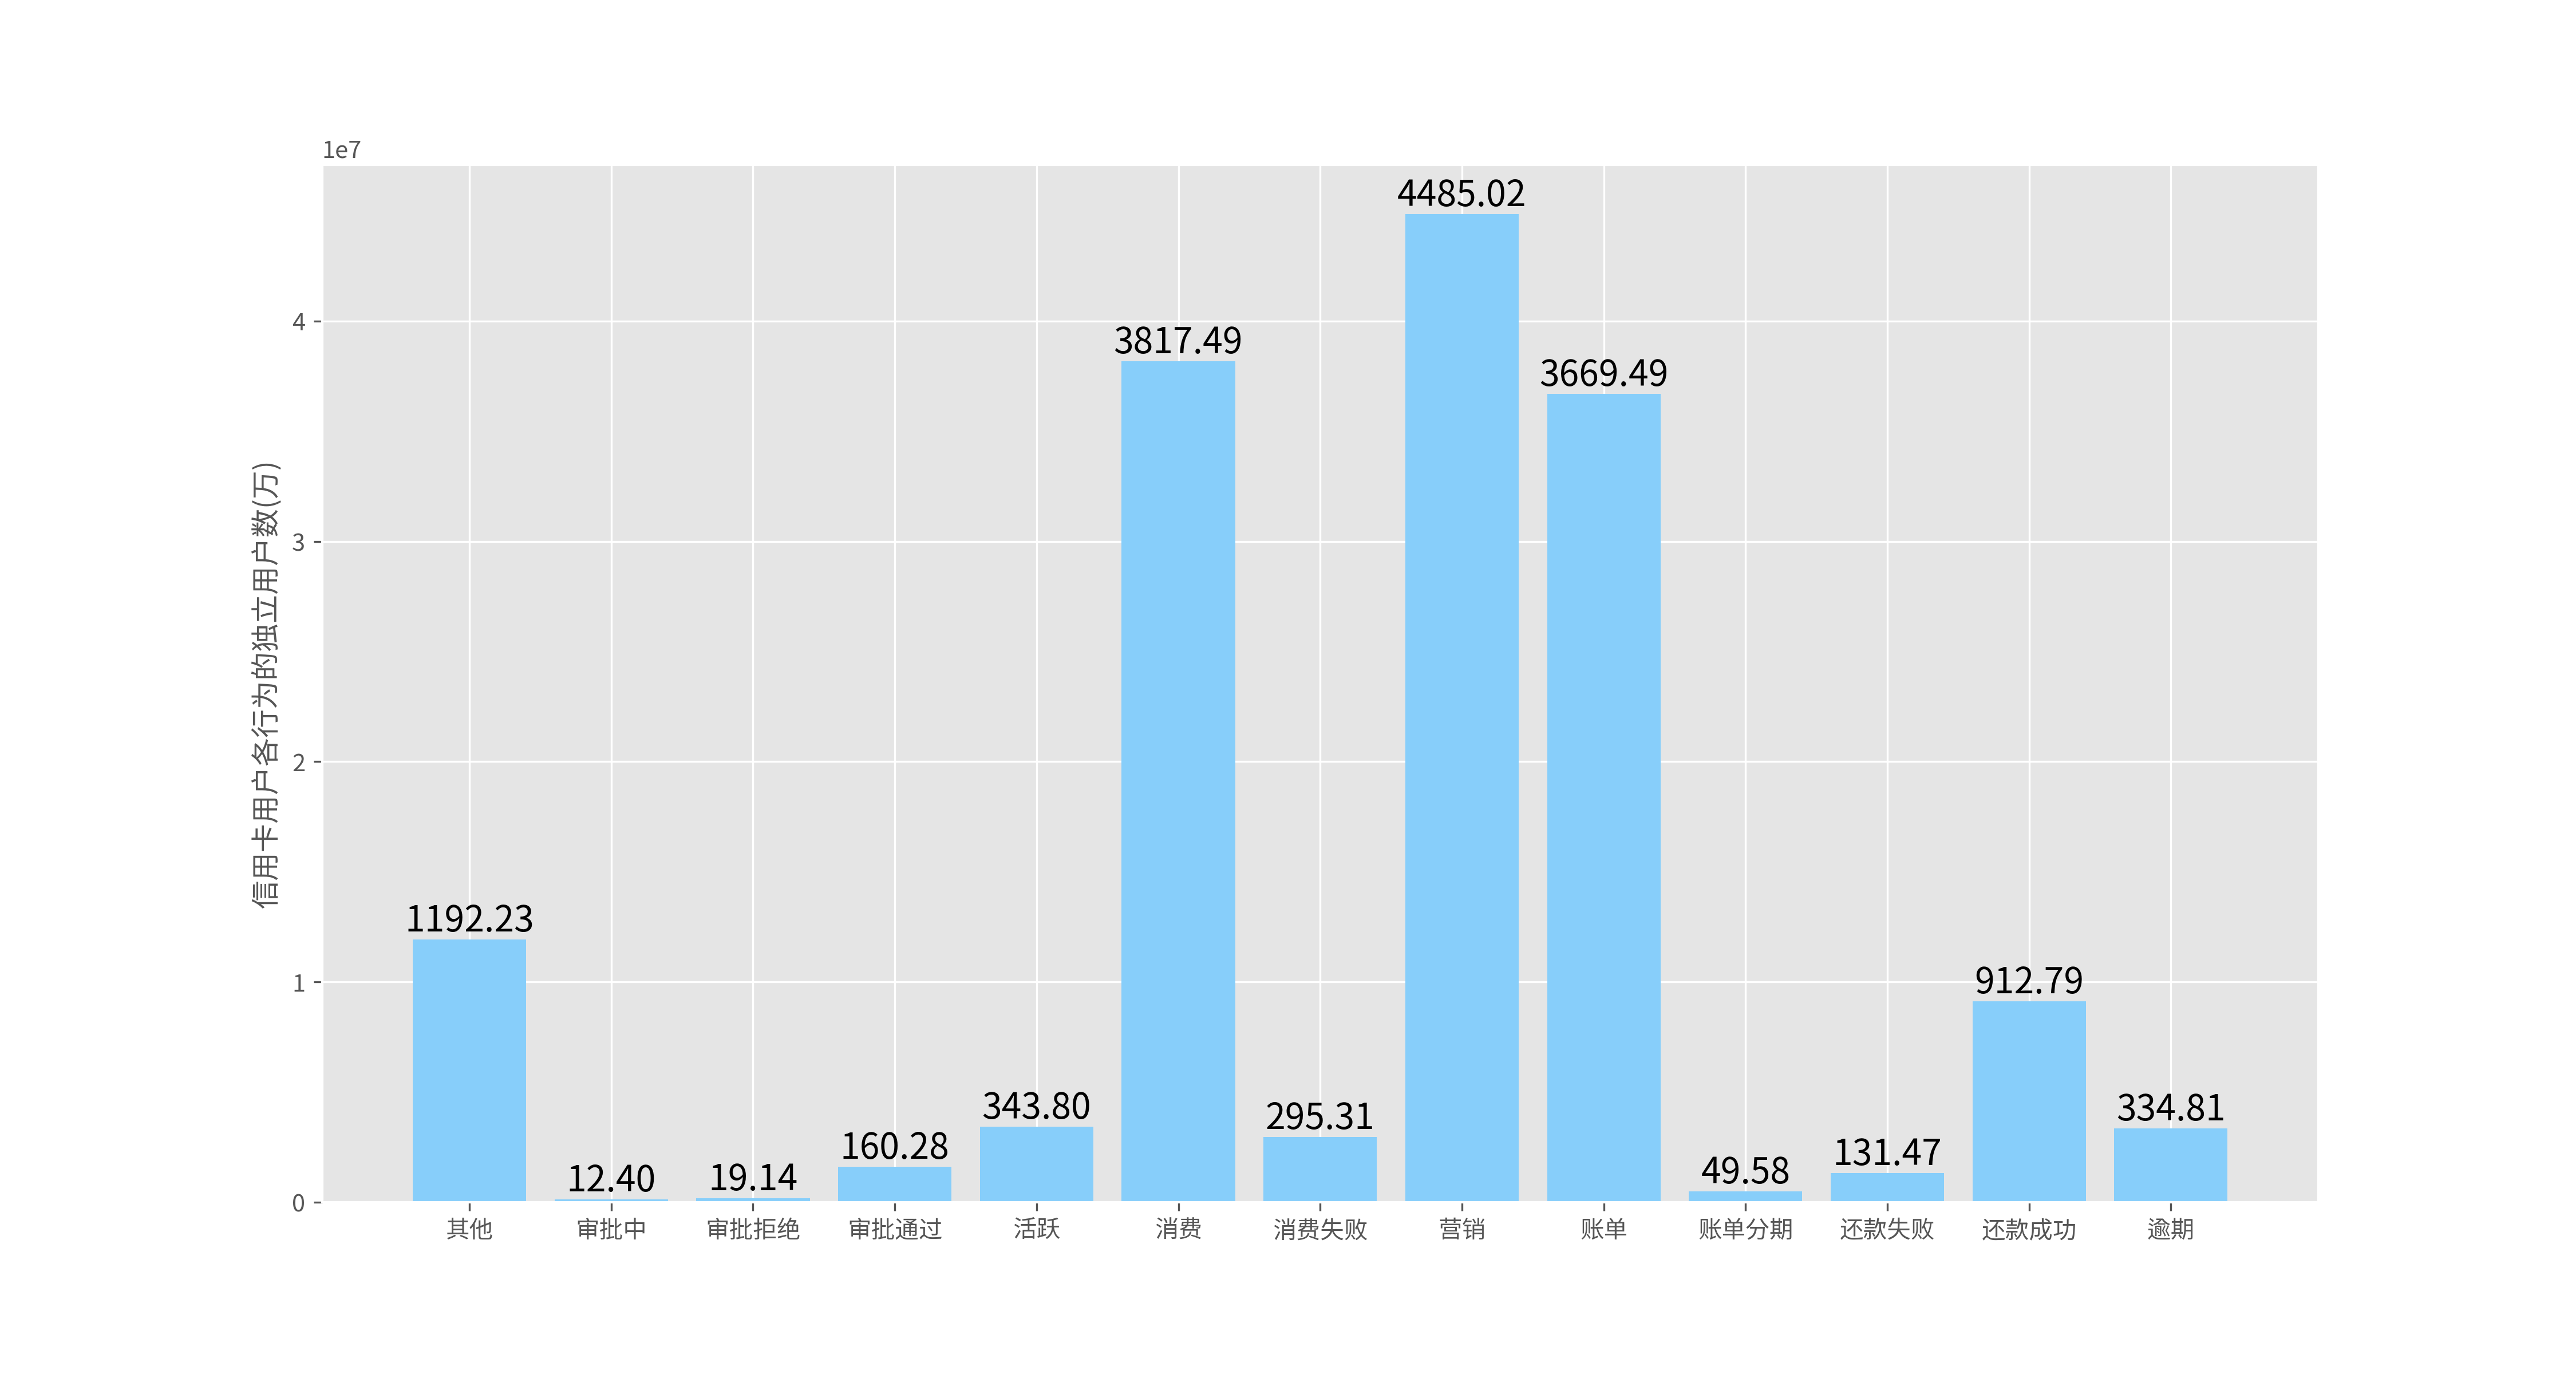 1e7
信用卡用户各行为的独立用户数(万)
4
3
2
1
0
1192.23
12.40
19.14
160.28
343.80
3817.49
295.31
4485.02
3669.49
49.58
131.47
912.79
334.81
其他
审批中
审批拒绝
审批通过
活跃
消费
消费失败
营销
账单
账单分期
还款失败
还款成功
逾期